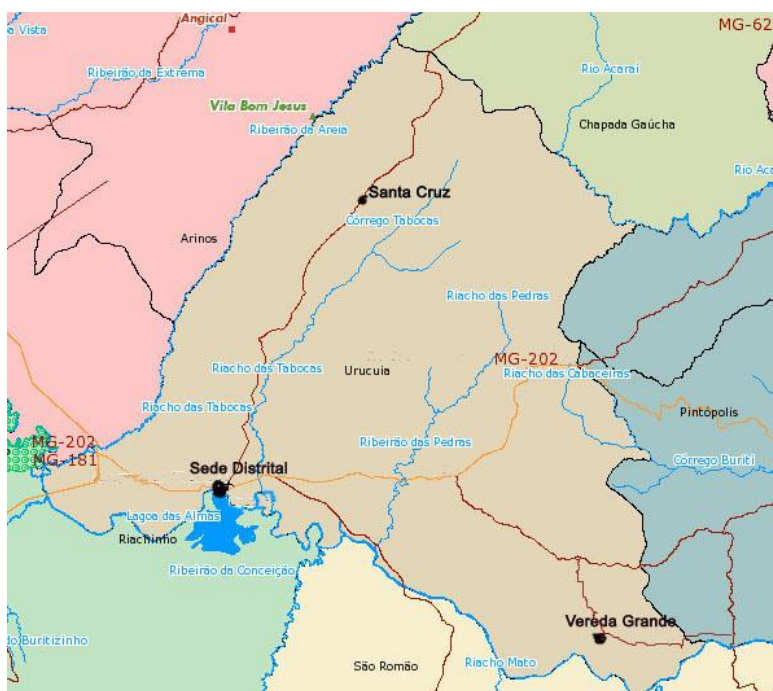 Angical
MG-62
a Vista
Ribeirão da Extrema
Rio Acaraí
Vila Bom Jesus
Ribeirão da Areia
Chapada Gaúcha
Rio Aca
Santa Cruz
Córrego Tabocas
Arinos
Riacho das Pedras
MG-202
Riacho das Tabocas
Urucuia
Riacho das Cabaceiras
Riacho das Tabocas
Pintópolis
MG-202
Ribeirão das Pedras
MG-181
Sede Distrital
Córrego Buriti
Lagoa das Almas
Riachinho
Ribeirão da Conceição
Vereda Grande
do Buritizinho
São Romão
Riacho Mato